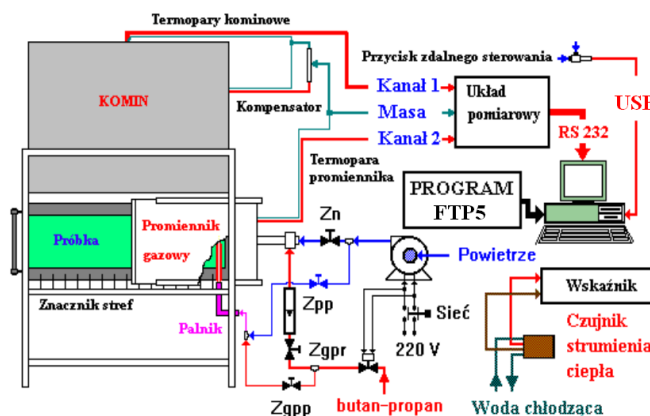 Termopary kominowe
Przycisk zdalnego sterowania
KOMIN
Kompensator
Kanał 1
Masa
Kanał 2
Układ
pomiarowy
USB
RS 232
Termopara
promiennika
PROGRAM
FTP5
Próbka
Promiennik
gazowy
Zn
Powietrze
Znacznik stref
Palnik
Zpp
Sieć
Wskaźnik
Zgpr
220 V
Czujnik
strumienia
ciepła
Zgpp
butan-propan
Woda chłodząca